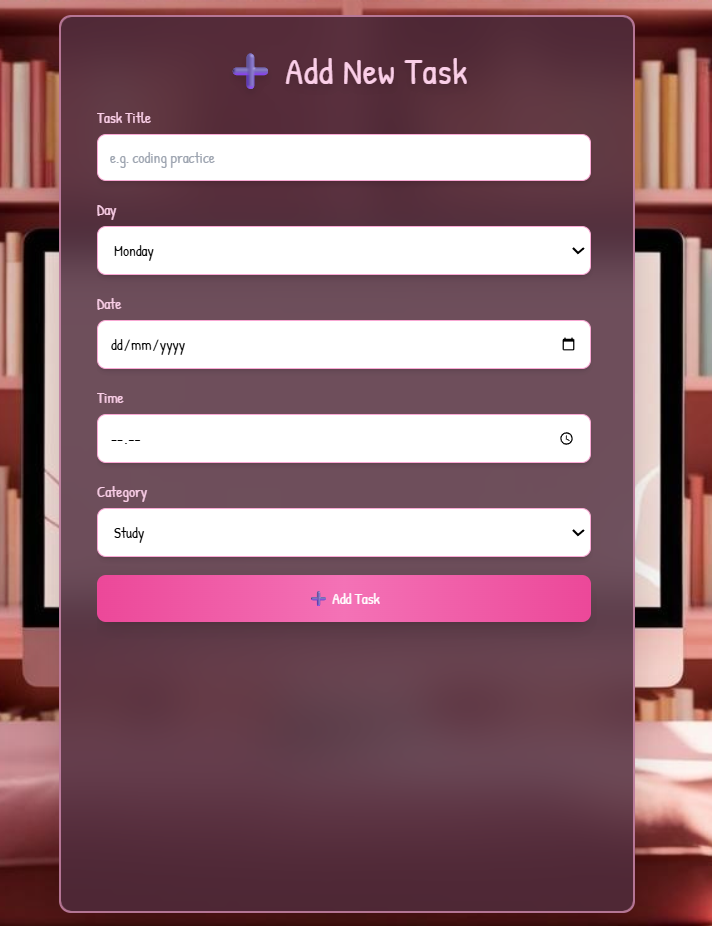 Add New Task
Task Title
e.g. coding practice
Day
Monday
Date
dd/mm/yyyy
Time
--.--
Category
Study
Add Task